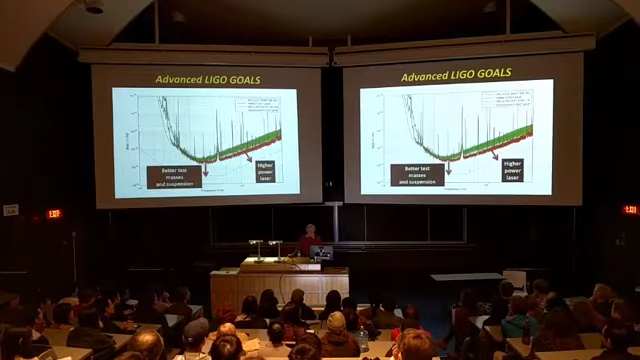 Advanced LIGO GOALS
Better test
masses
and suspension
Higher
power
laser
Advanced LIGO GOALS
Better test
masses
and suspension
Higher
power
laser
EXIT
EXIT